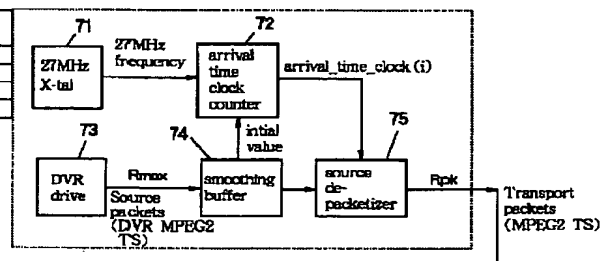 71
27MHz
X-tal
27MHz
frequency
72
arrival
time
clock
counter
arrival_time_clock(i)
73
DVR
drive
Rmax
Source
packets
(DVR MPEG2
TS)
74
intial
value
smoothing
buffer
75
source
de-
packetizer
Rpk
Transport
packets
(MPEG2 TS)